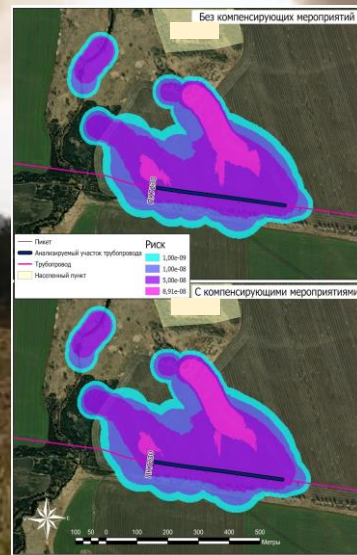 Без компенсирующих мероприятий
Пикет
Анализируемый участок трубопровода
Трубопровод
Населенный пункт
Риск
1,00e-09
1,00e-08
5,00e-08
8,91e-08
С компенсирующими мероприятиями
100 50 0 100 200 300 400 500
Метры